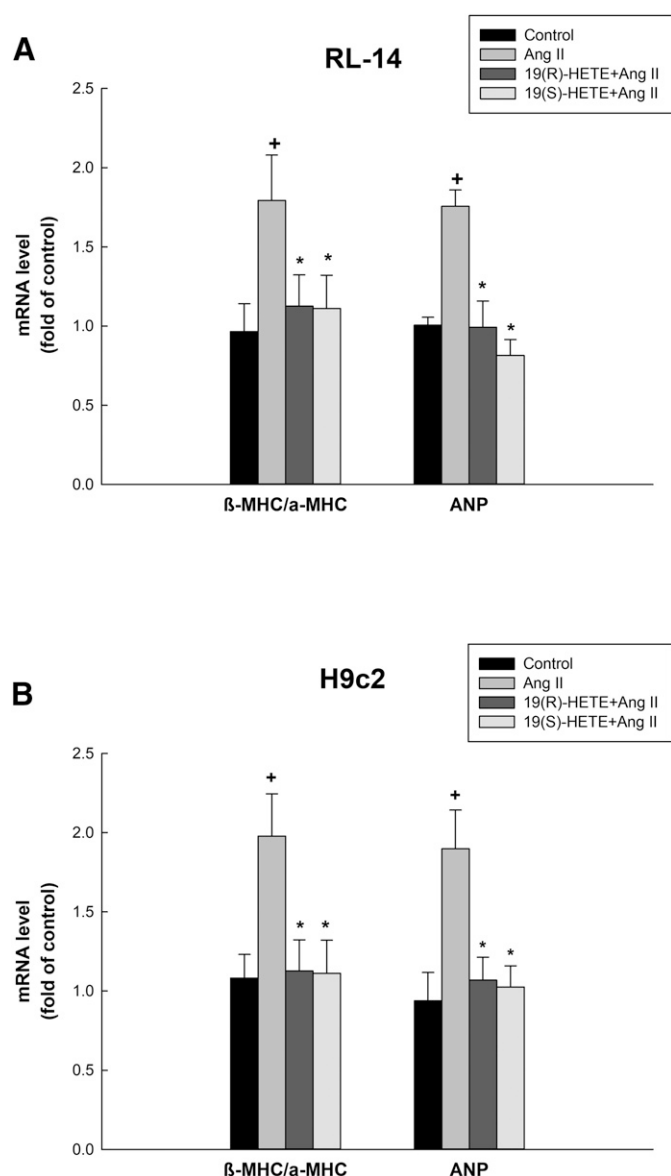 A
RL-14
Control
Ang II
19(R)-HETE+Ang II
19(S)-HETE+Ang II
mRNA level
(fold of control)
2.5
2.0
1.5
1.0
0.5
0.0
+
*
*
+
*
*
ß-MHC/a-MHC
ANP
B
H9c2
Control
Ang II
19(R)-HETE+Ang II
19(S)-HETE+Ang II
mRNA level
(fold of control)
2.5
2.0
1.5
1.0
0.5
0.0
+
*
*
+
*
*
ß-MHC/a-MHC
ANP